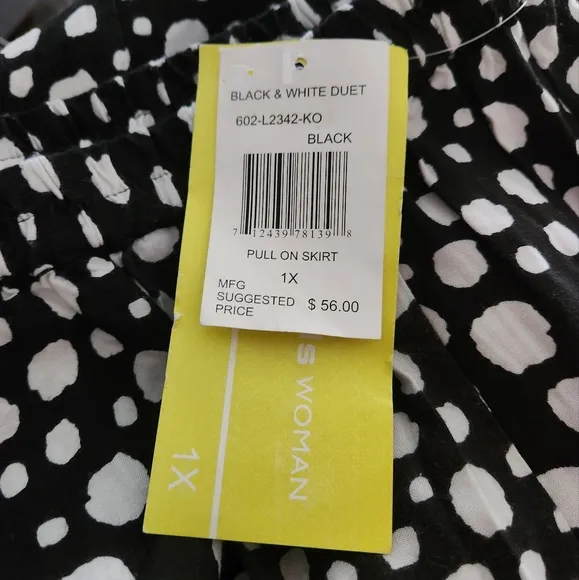 BLACK & WHITE DUET
602-L2342-KO
BLACK
7 12439 78139 8
PULL ON SKIRT
1X
MFG
SUGGESTED $ 56.00
PRICE
WOMAN
1X